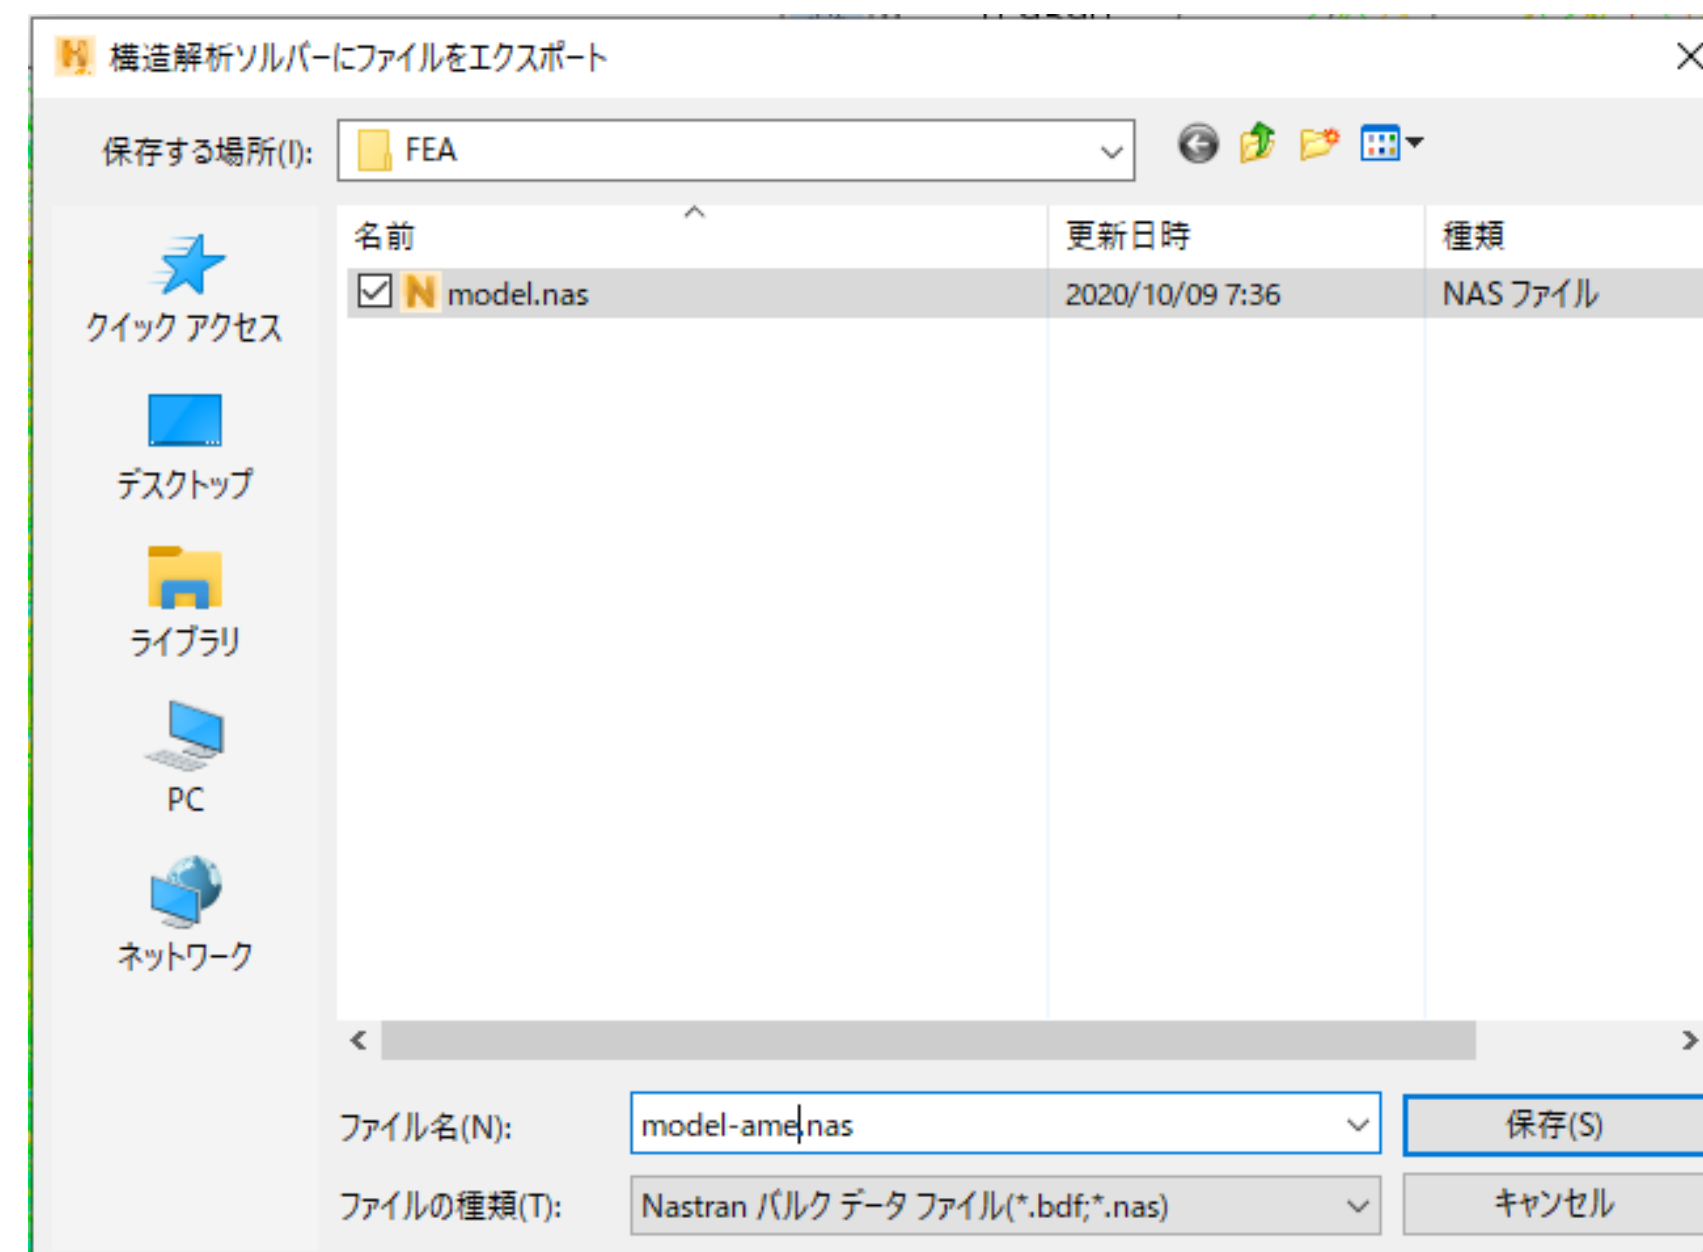 構造解析ソルバーにファイルをエクスポート
保存する場所(I): FEA
名前 更新日時 種類
model.nas 2020/10/09 7:36 NAS ファイル
クイック アクセス
デスクトップ
ライブラリ
PC
ネットワーク
ファイル名(N): model-ame.nas 保存(S)
ファイルの種類(T): Nastran バルク データ ファイル(*.bdf;*.nas) キャンセル